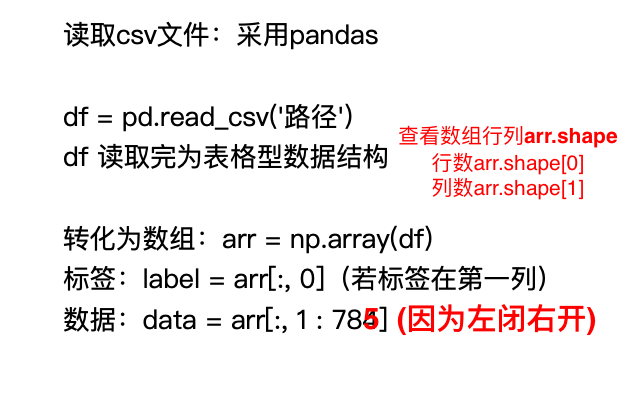 读取csv文件：采用pandas
df = pd.read_csv('路径')
df 读取完为表格型数据结构
查看数组行列arr.shape
行数arr.shape[0]
列数arr.shape[1]
转化为数组：arr = np.array(df)
标签：label = arr[:, 0]（若标签在第一列）
数据：data = arr[:, 1 : 785] (因为左闭右开)